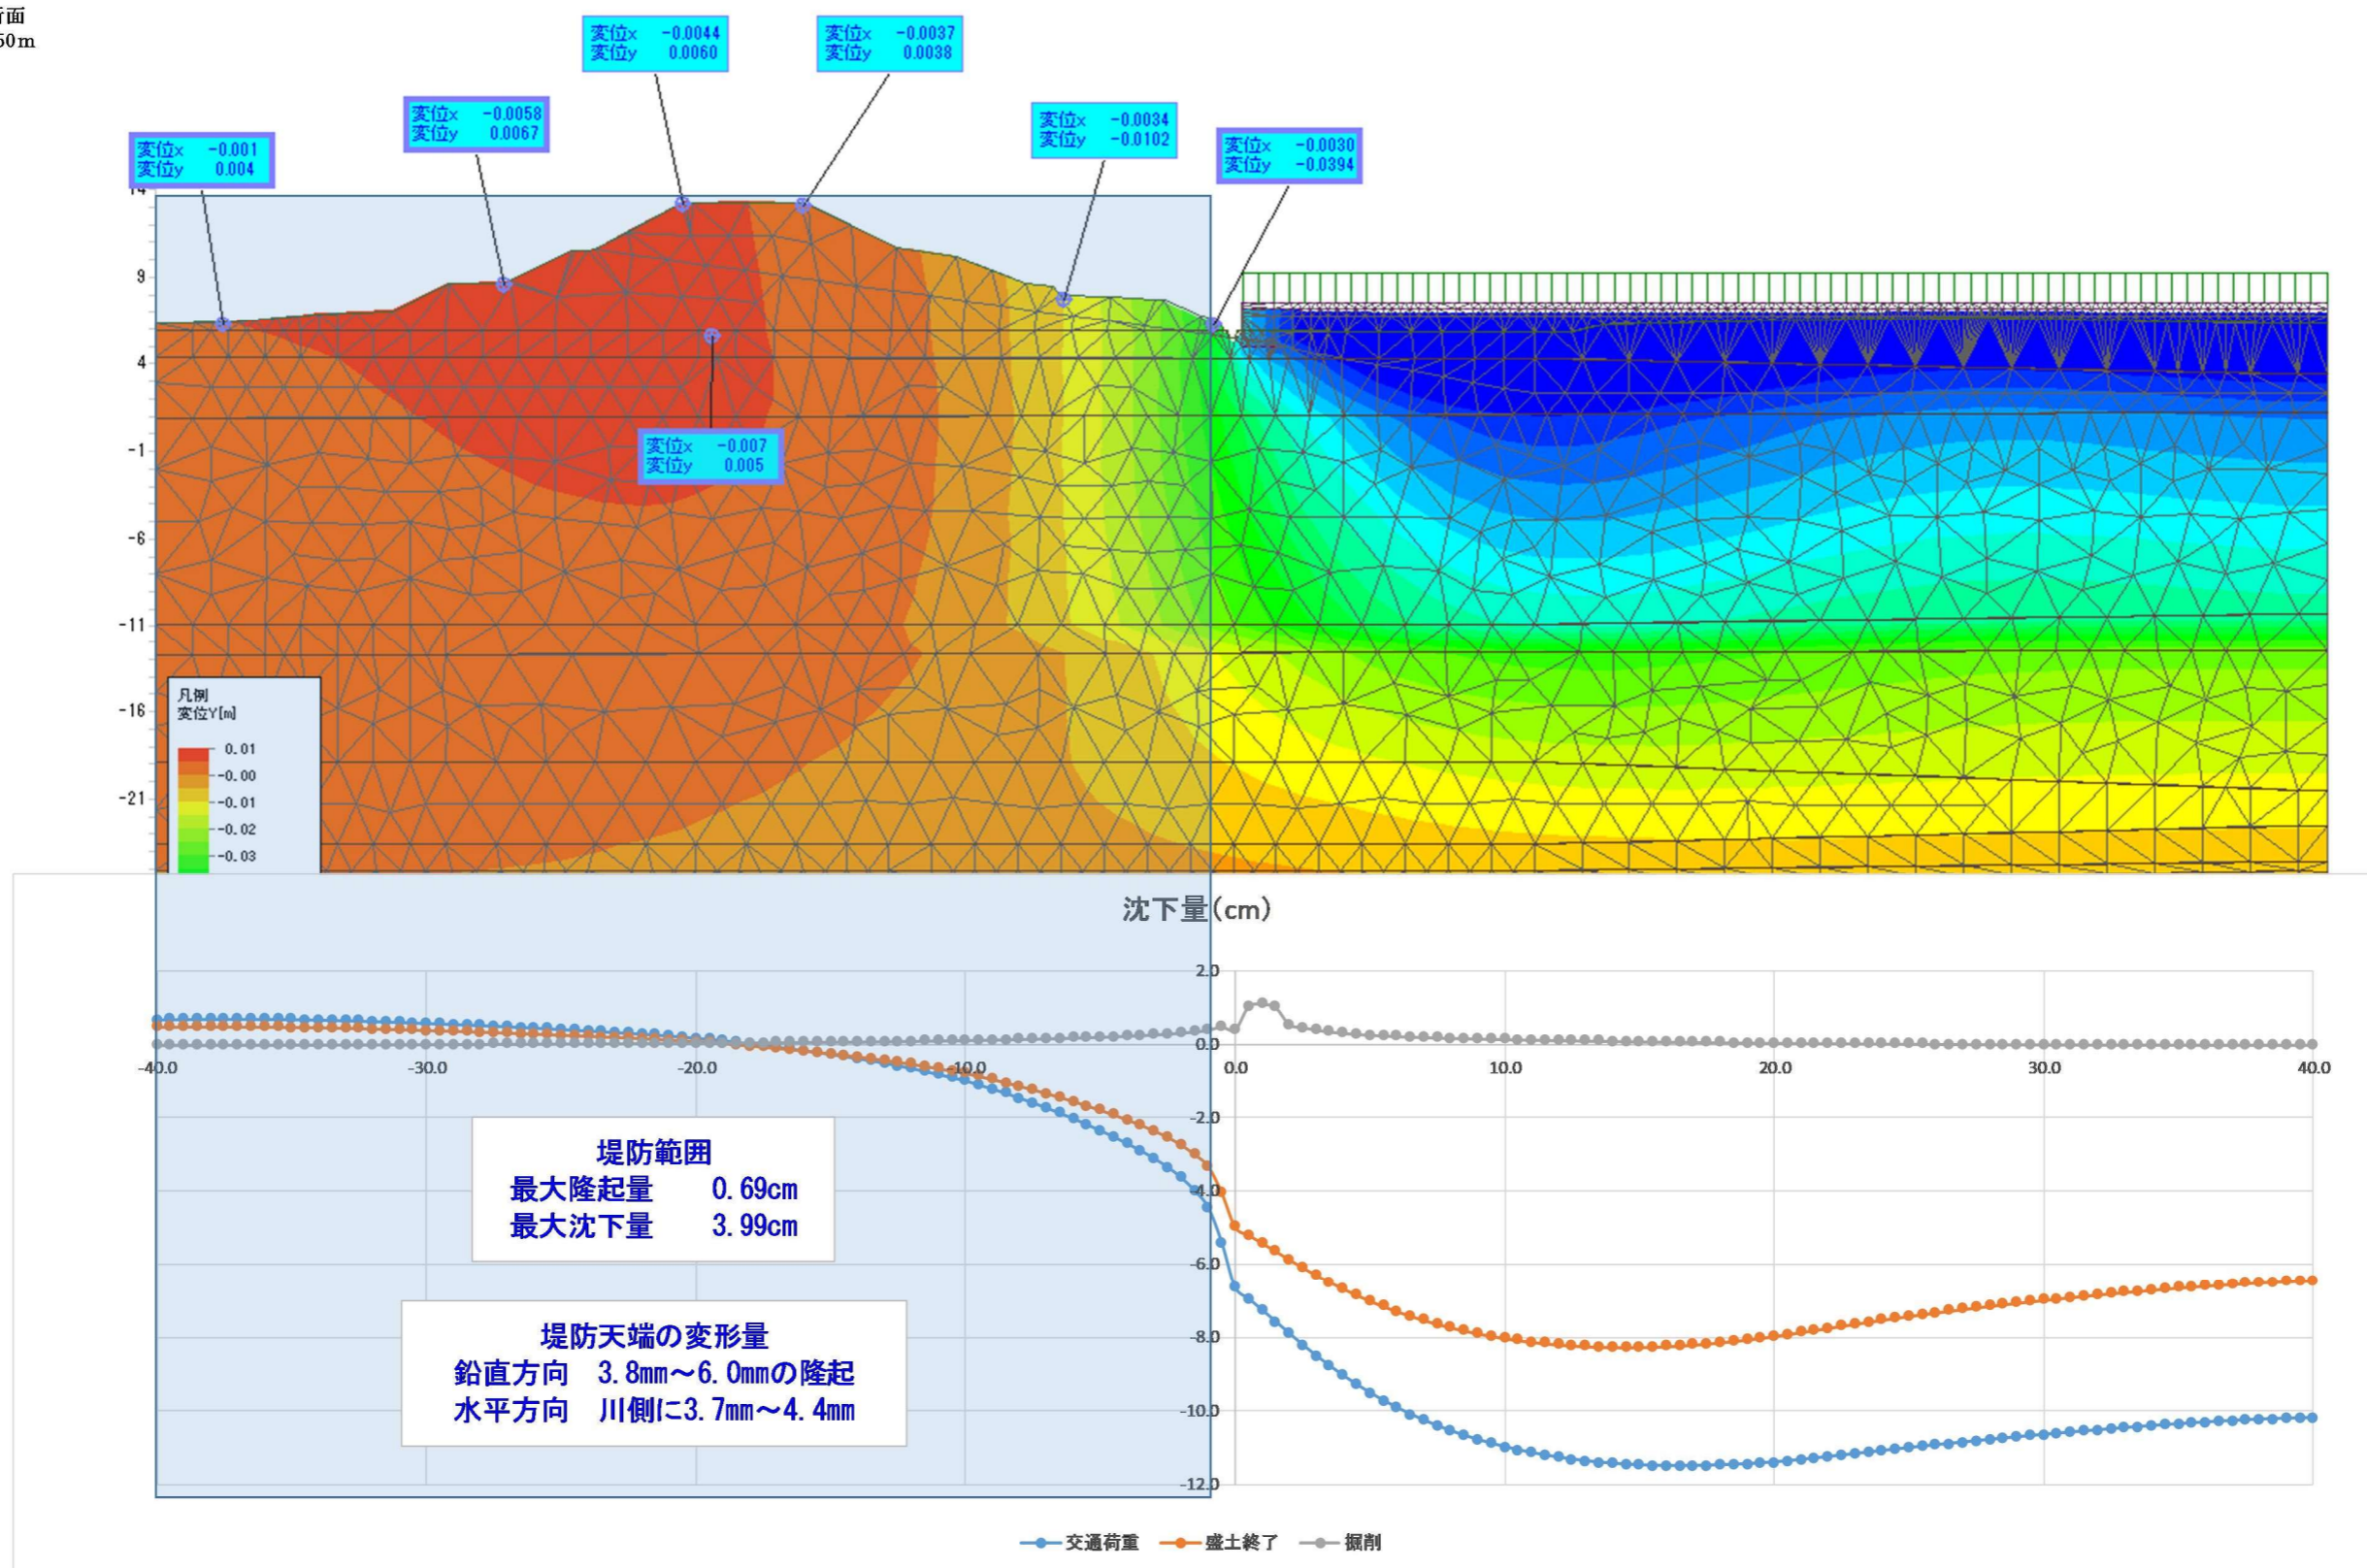 50m
変位x -0.0044
変位y 0.0060
変位x -0.0037
変位y 0.0038
変位x -0.0058
変位y 0.0067
変位x -0.0034
変位y -0.0102
変位x -0.001
変位y 0.004
変位x -0.0030
変位y -0.0394
9
4
-1
変位x -0.007
変位y 0.005
-6
-11
-16
-21
凡例
変位Y[m]
0.01
-0.00
-0.01
-0.02
-0.03
沈下量(cm)
2.0
0.0
-40.0 -30.0 -20.0 -10.0 0.0 10.0 20.0 30.0 40.0
-2.0
-4.0
-6.0
-8.0
-10.0
-12.0
堤防範囲
最大隆起量 0.69cm
最大沈下量 3.99cm
堤防天端の変形量
鉛直方向 3.8㎜～6.0㎜の隆起
水平方向 川側に3.7㎜～4.4㎜
交通荷重 盛土終了 掘削